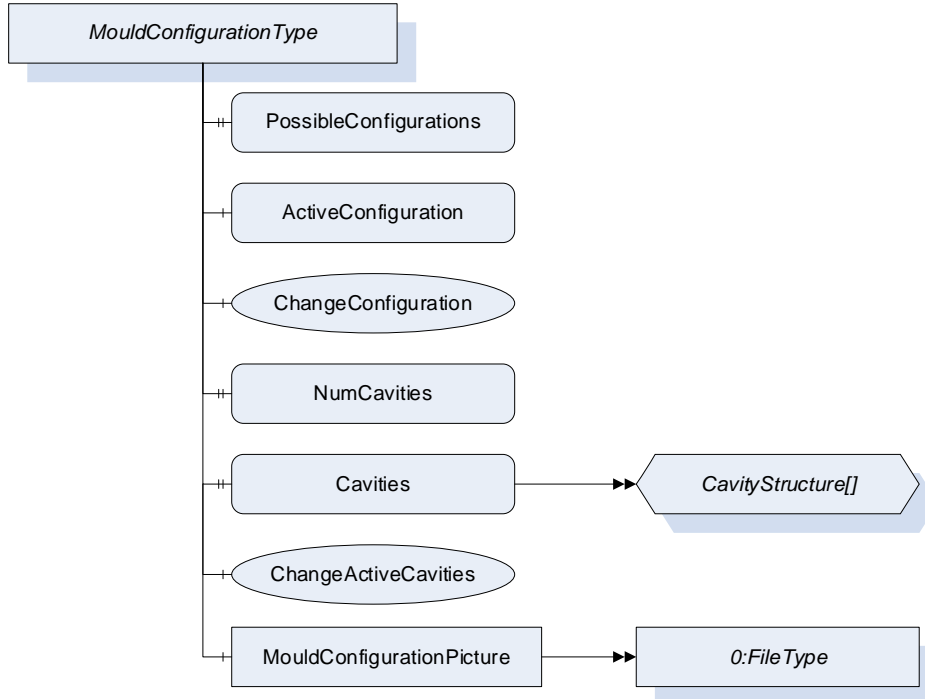 MouldConfigurationType
PossibleConfigurations
ActiveConfiguration
ChangeConfiguration
NumCavities
Cavities
CavityStructure[]
ChangeActiveCavities
MouldConfigurationPicture
0:FileType